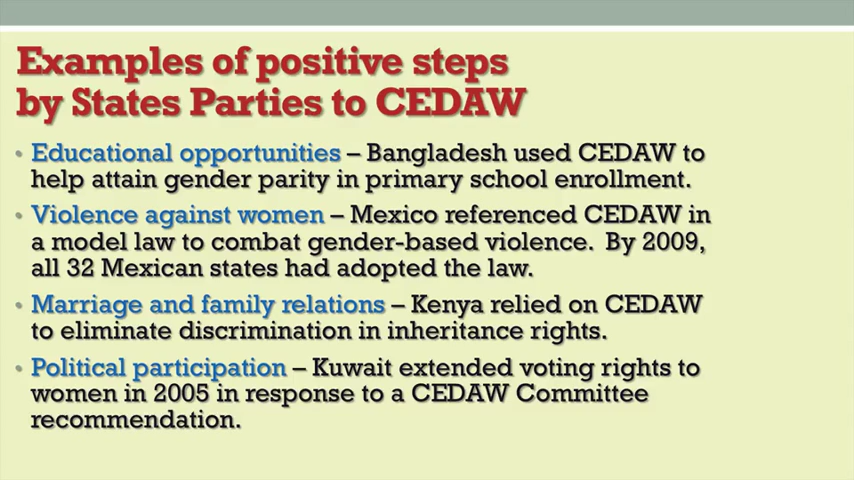 Examples of positive steps
by States Parties to CEDAW
• Educational opportunities – Bangladesh used CEDAW to
help attain gender parity in primary school enrollment.
• Violence against women – Mexico referenced CEDAW in
a model law to combat gender-based violence.  By 2009,
all 32 Mexican states had adopted the law.
• Marriage and family relations – Kenya relied on CEDAW
to eliminate discrimination in inheritance rights.
• Political participation – Kuwait extended voting rights to
women in 2005 in response to a CEDAW Committee
recommendation.